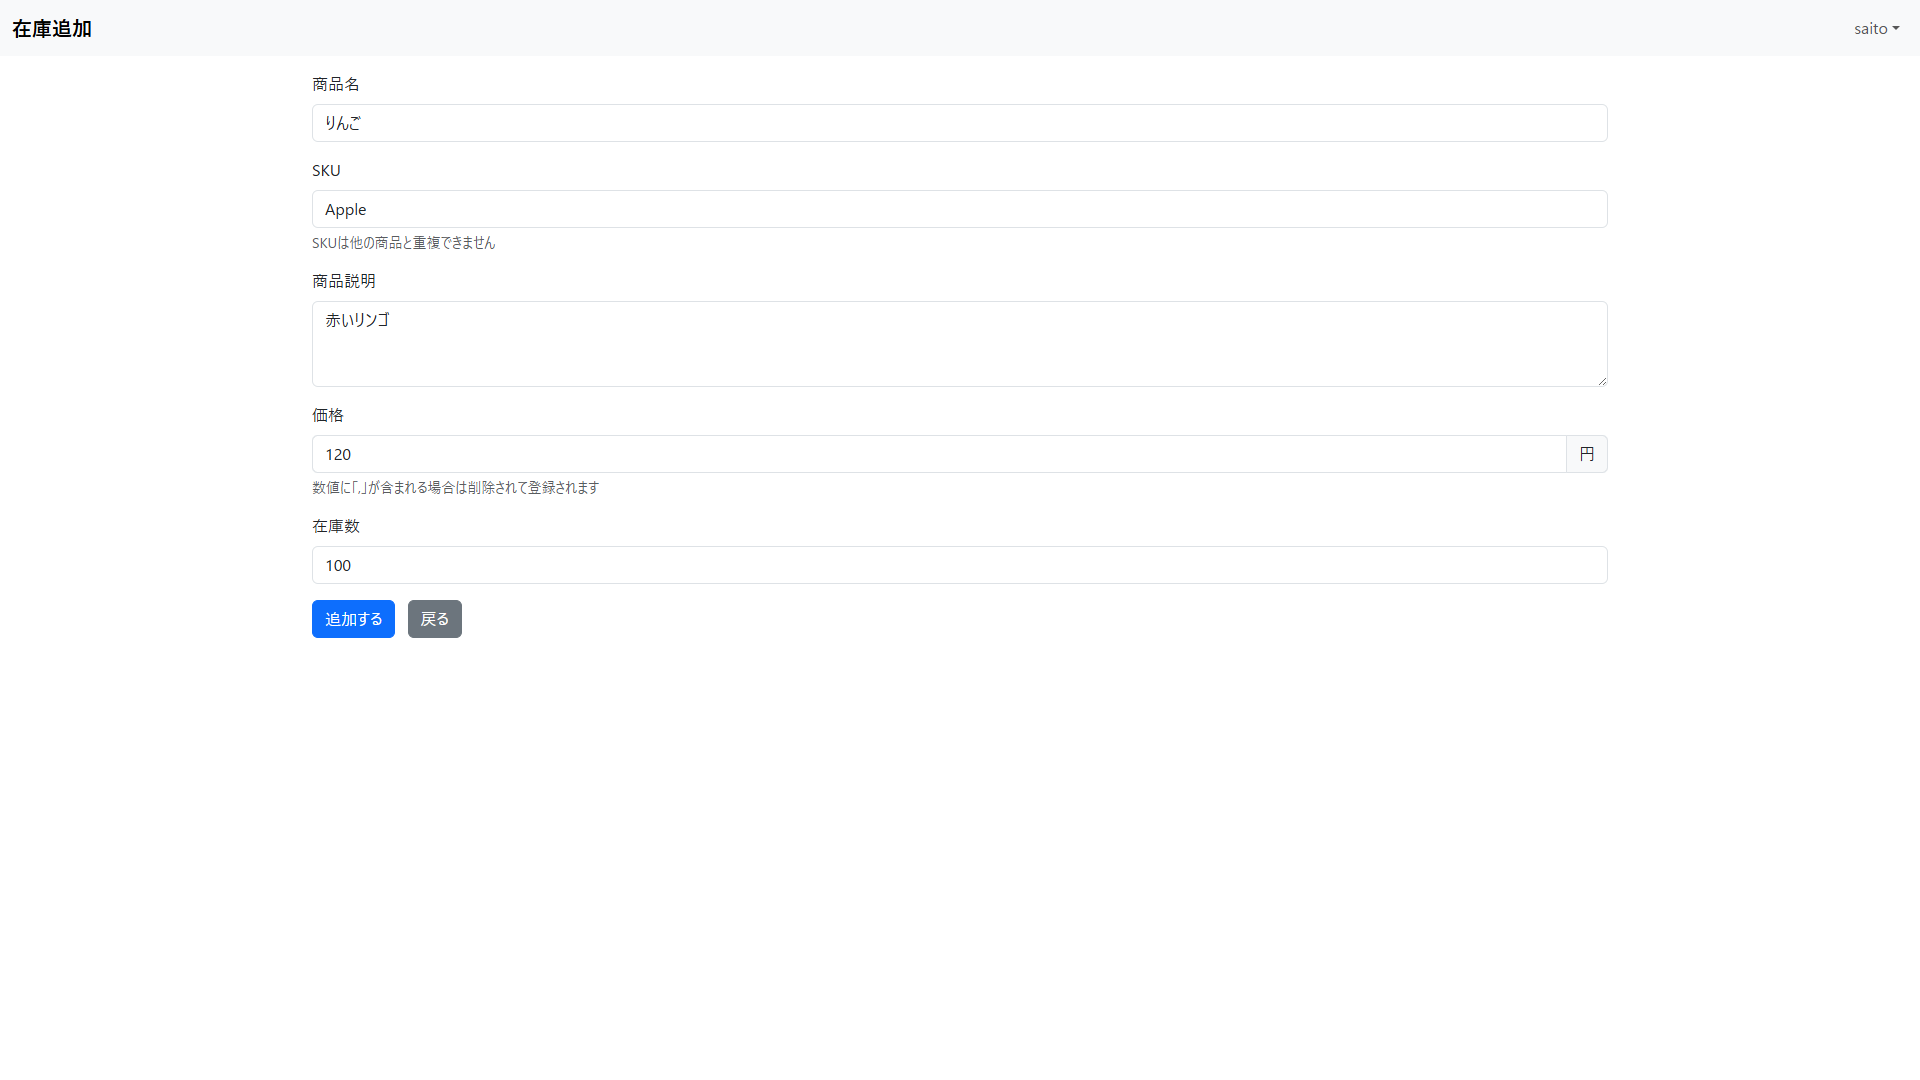 在庫追加
saito
商品名
りんご
SKU
Apple
SKUは他の商品と重複できません
商品説明
赤いリンゴ
価格
120
円
数値に「,」が含まれる場合は削除されて登録されます
在庫数
100
追加する
戻る